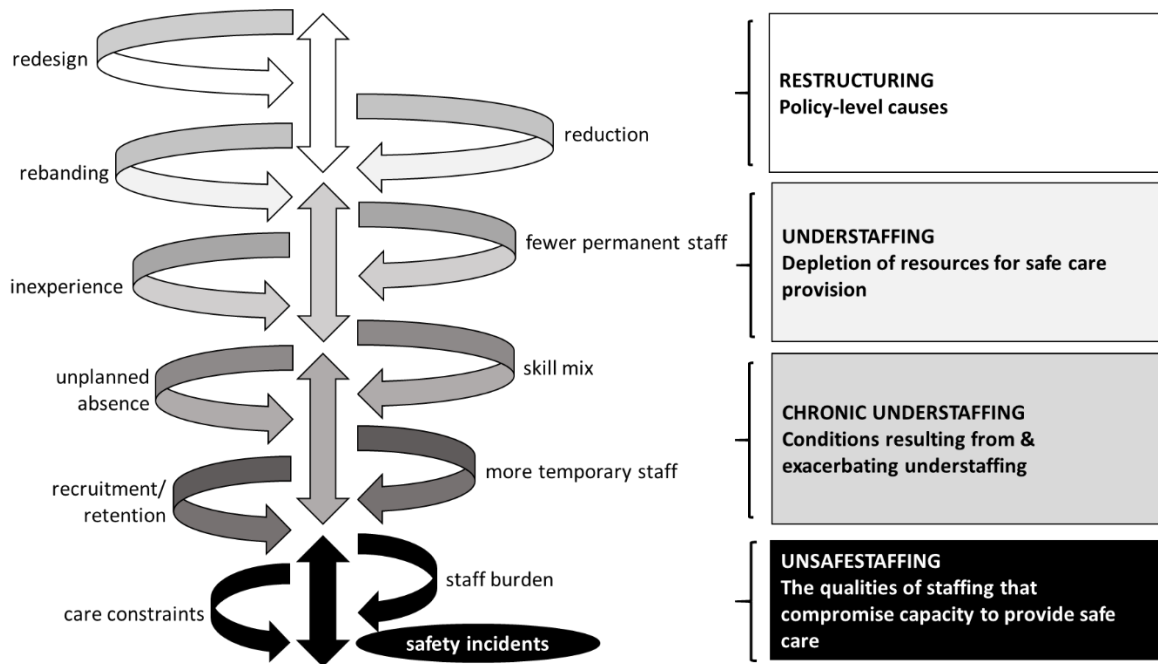 redesign
reduction
rebanding
fewer permanent staff
inexperience
skill mix
unplanned
absence
more temporary staff
recruitment/
retention
staff burden
care constraints
safety incidents
RESTRUCTURING
Policy-level causes
UNDERSTAFFING
Depletion of resources for safe care
provision
CHRONIC UNDERSTAFFING
Conditions resulting from &
exacerbating understaffing
UNSAFESTAFFING
The qualities of staffing that
compromise capacity to provide safe
care